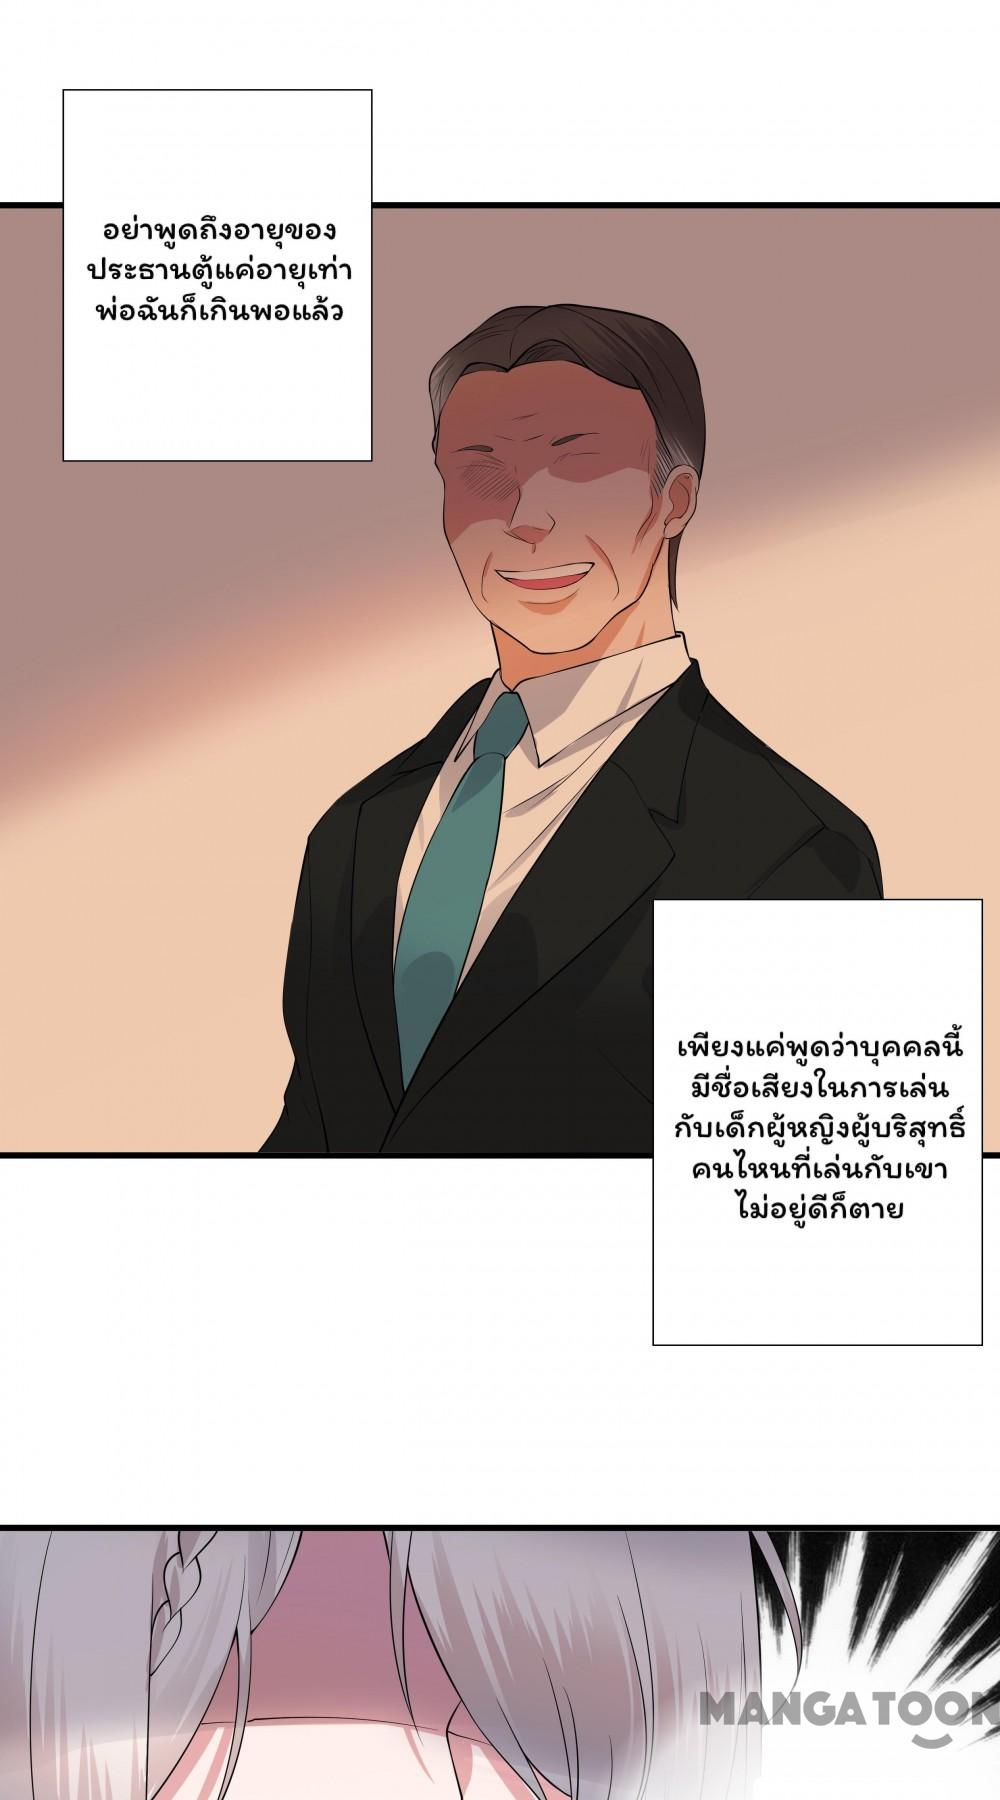 อย่าพูดถึงอายุของ
ประธานตู้แค่อายุเท่า
พ่อฉันก็เกินพอแล้ว
เพียงแค่พูดว่าบุคคลนี้
มีชื่อเสียงในการเล่น
กับเด็กผู้หญิงผู้บริสุทธิ์
คนไหนที่เล่นกับเขา
ไม่อยู่ดีก็ตาย
MANGATOON